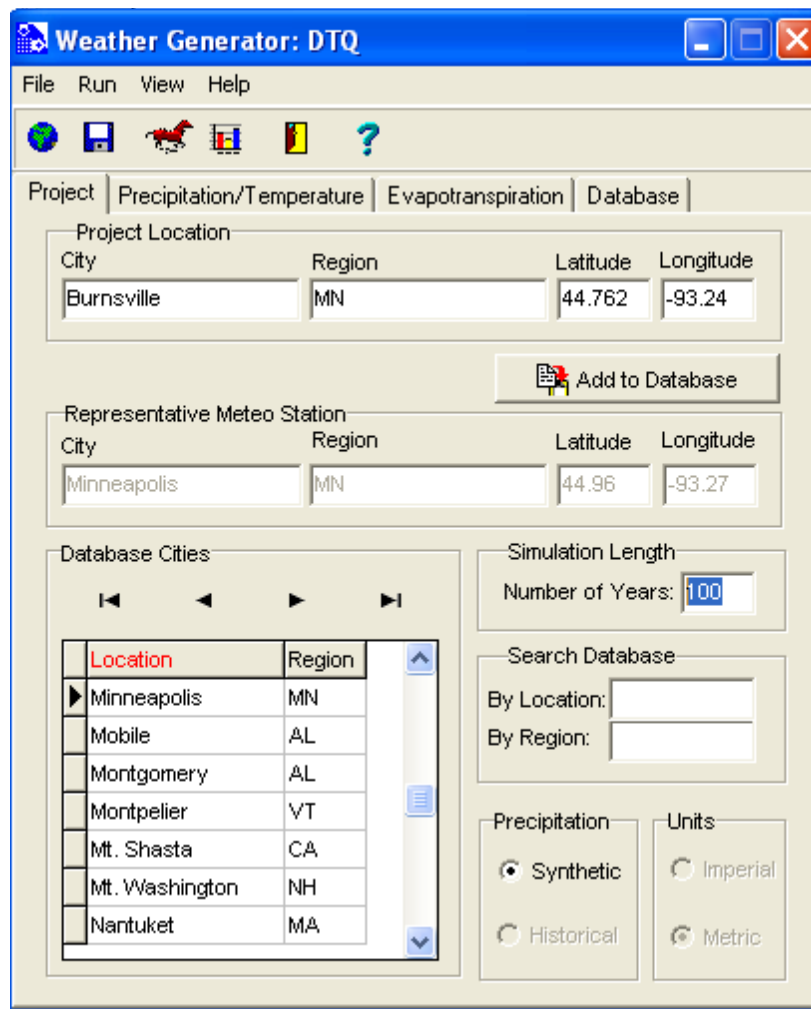 Weather Generator: DTQ
File Run View Help
?
Project Precipitation/Temperature Evapotranspiration Database
Project Location
City Region Latitude Longitude
Burnsville MN 44.762 -93.24
Add to Database
Representative Meteo Station
City Region Latitude Longitude
Minneapolis MN 44.96 -93.27
Database Cities
Location Region
Minneapolis MN
Mobile AL
Montgomery AL
Montpelier VT
Mt. Shasta CA
Mt. Washington NH
Nantuket MA
Simulation Length
Number of Years: 100
Search Database
By Location:
By Region:
Precipitation
Synthetic
Historical
Units
Imperial
Metric